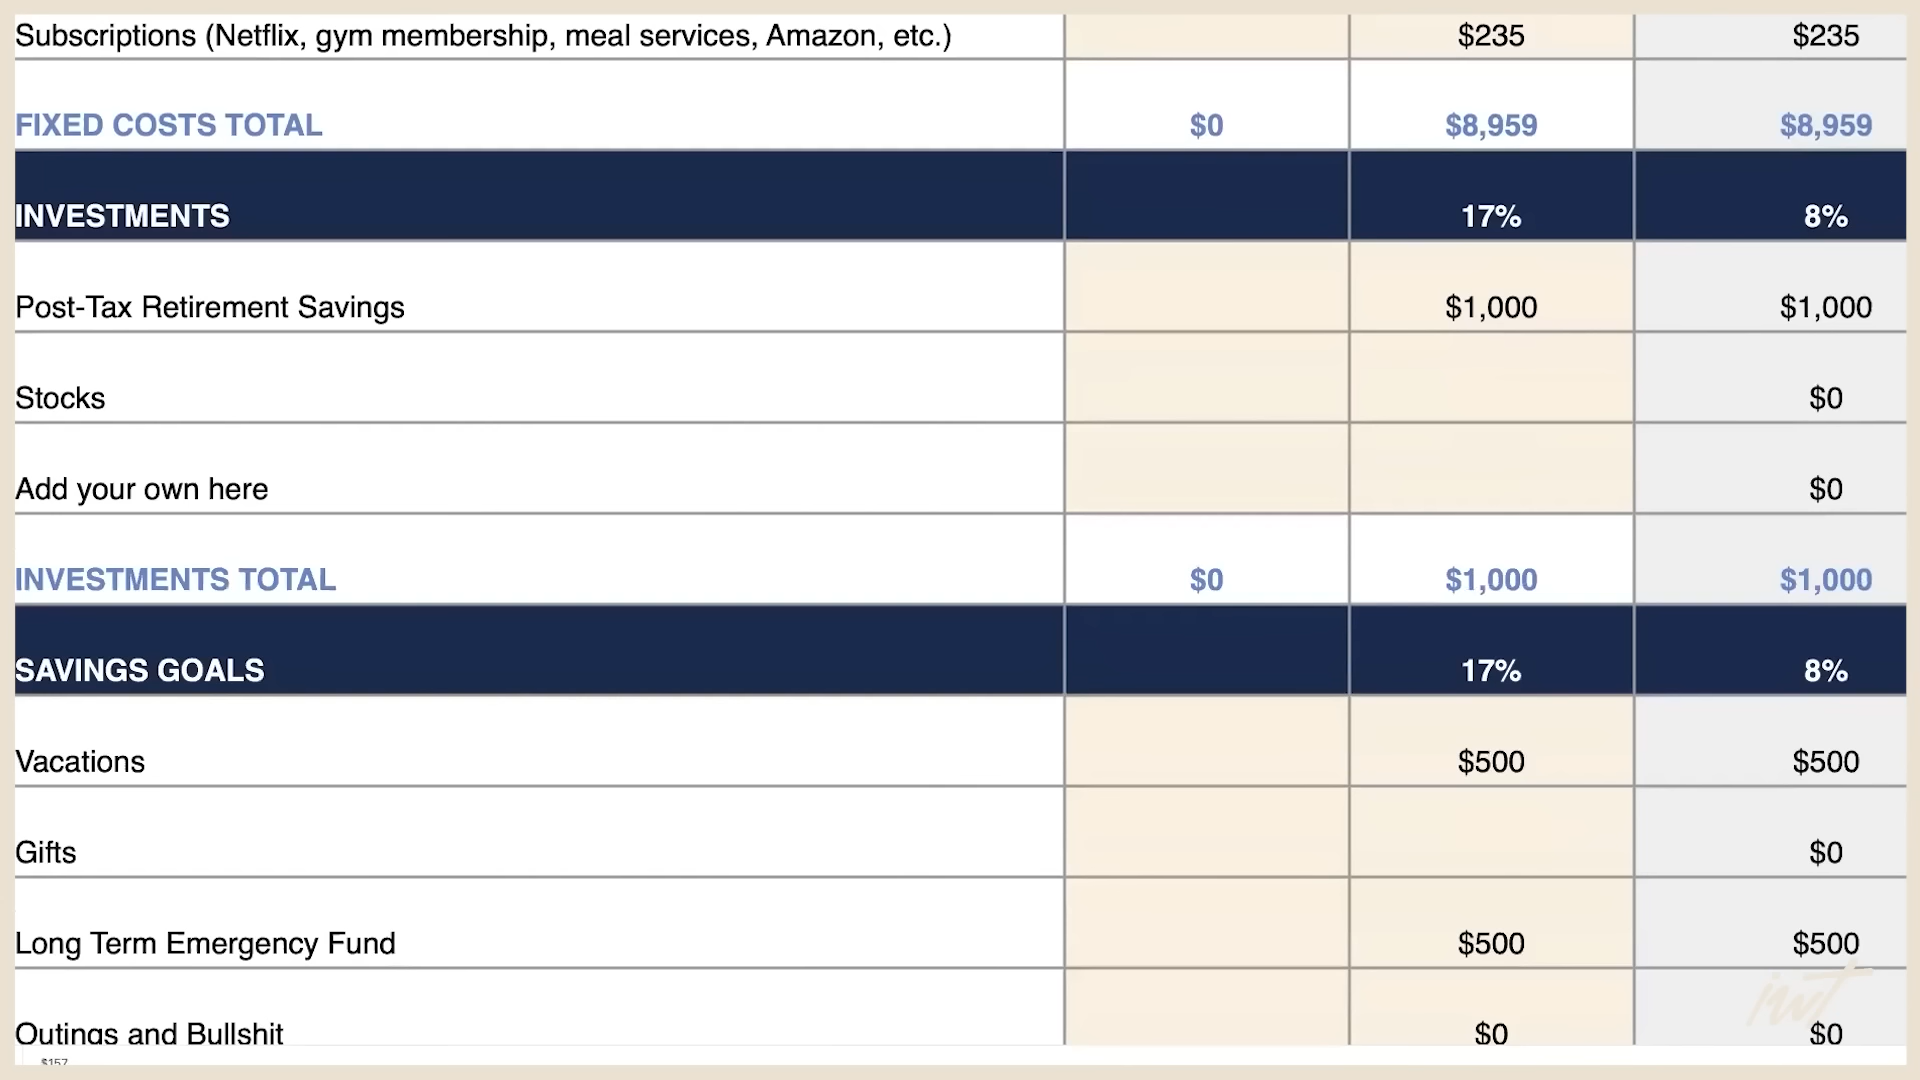 Subscriptions (Netflix, gym membership, meal services, Amazon, etc.) $235 $235
FIXED COSTS TOTAL $0 $8,959 $8,959
INVESTMENTS 17% 8%
Post-Tax Retirement Savings $1,000 $1,000
Stocks $0
Add your own here $0
INVESTMENTS TOTAL $0 $1,000 $1,000
SAVINGS GOALS 17% 8%
Vacations $500 $500
Gifts $0
Long Term Emergency Fund $500 $500
iwt
Outings and Bullshit $0 $0
$157